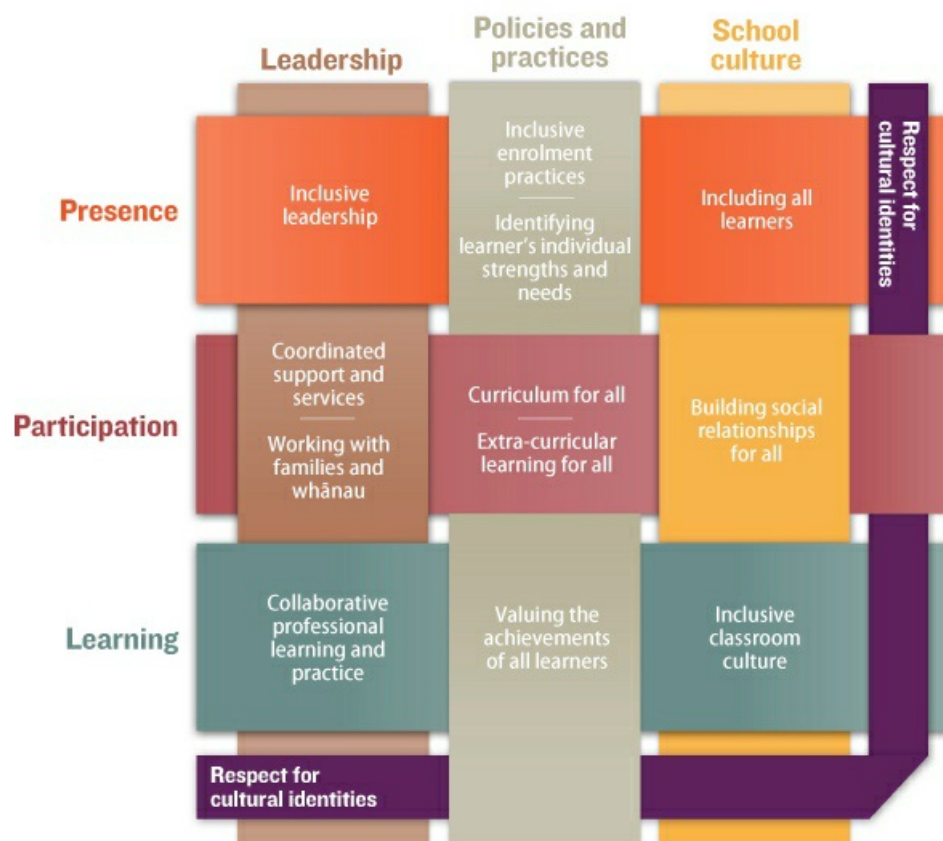 Leadership
Policies and
practices
School
culture
Presence
Inclusive
leadership
Inclusive
enrolment
practices
Identifying
learner's individual
strengths and
needs
Including all
learners
Respect for
cultural identities
Participation
Coordinated
support and
services
Working with
families and
whānau
Curriculum for all
Extra-curricular
learning for all
Building social
relationships
for all
Learning
Collaborative
professional
learning and
practice
Valuing the
achievements
of all learners
Inclusive
classroom
culture
Respect for
cultural identities